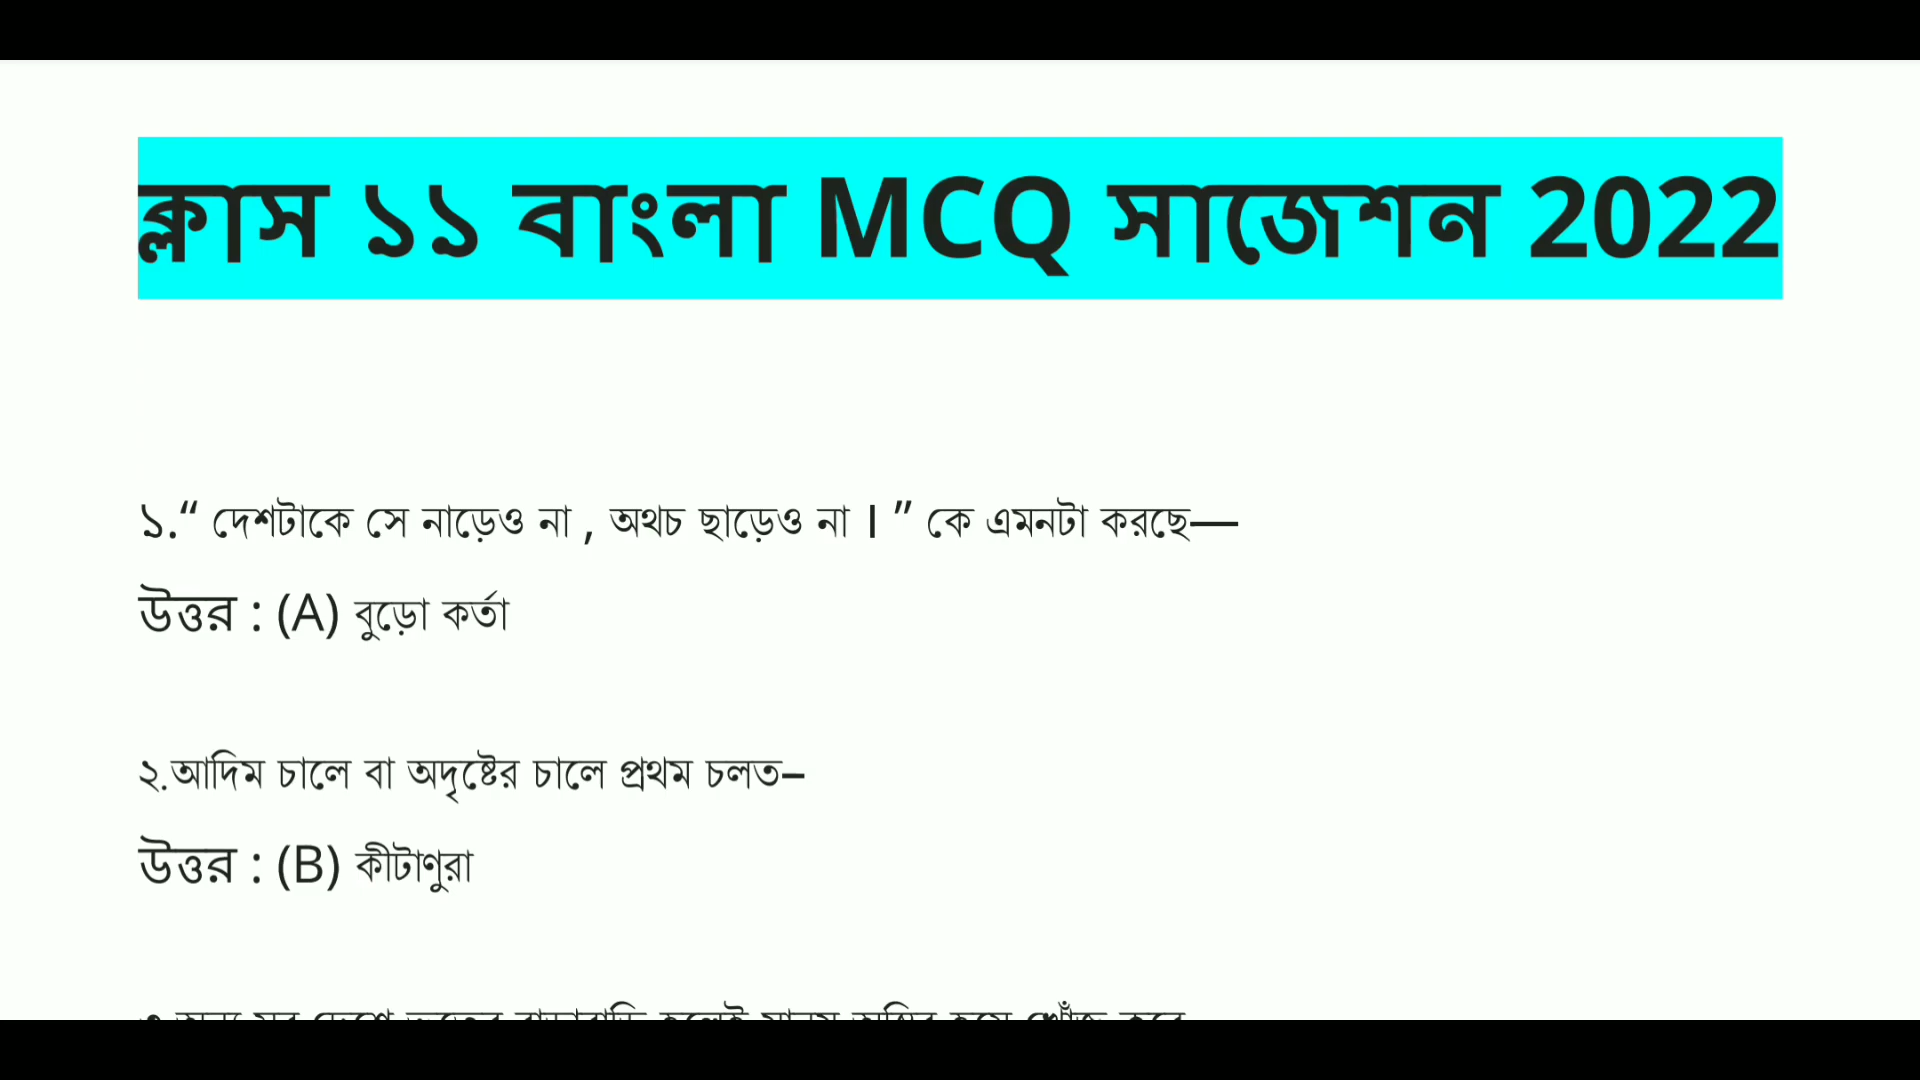 ক্লাস ১১ বাংলা MCQ সাজেশন 2022
১.“ দেশটাকে সে নাড়েও না , অথচ ছাড়েও না । ” কে এমনটা করছে—
উত্তর : (A) বুড়ো কর্তা
২.আদিম চালে বা অদৃষ্টের চালে প্রথম চলত–
উত্তর : (B) কীটাণুরা